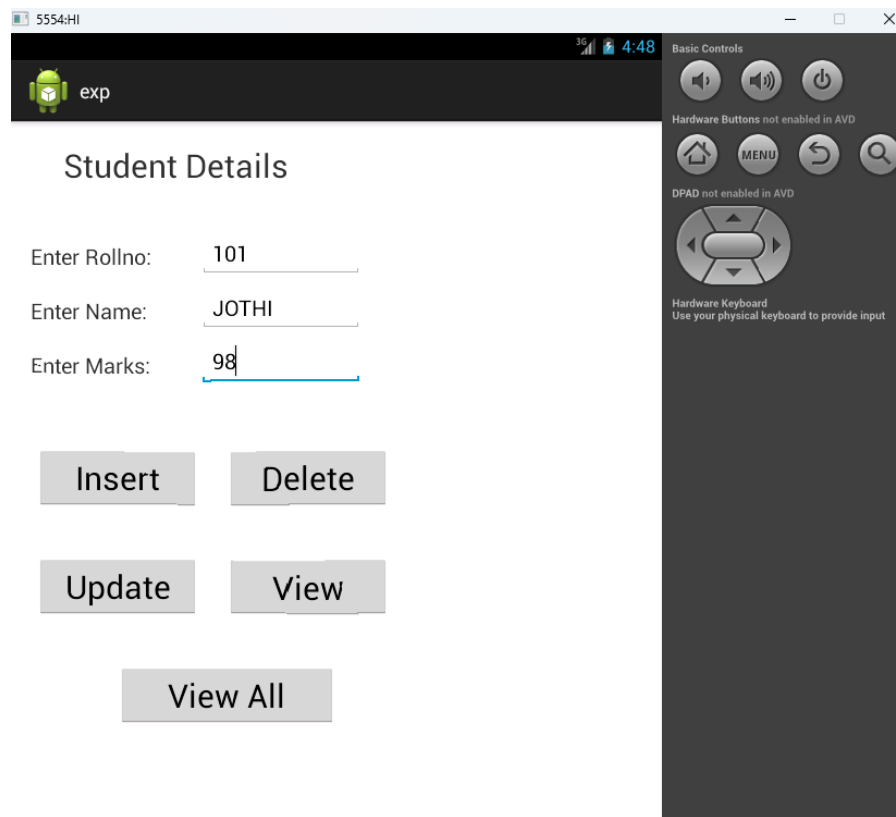 5554:HI
3G 4:48
exp
Student Details
Enter Rollno: 101
Enter Name: JOTHI
Enter Marks: 98
Insert Delete
Update View
View All
Basic Controls
Hardware Buttons not enabled in AVD
MENU
DPAD not enabled in AVD
Hardware Keyboard
Use your physical keyboard to provide input